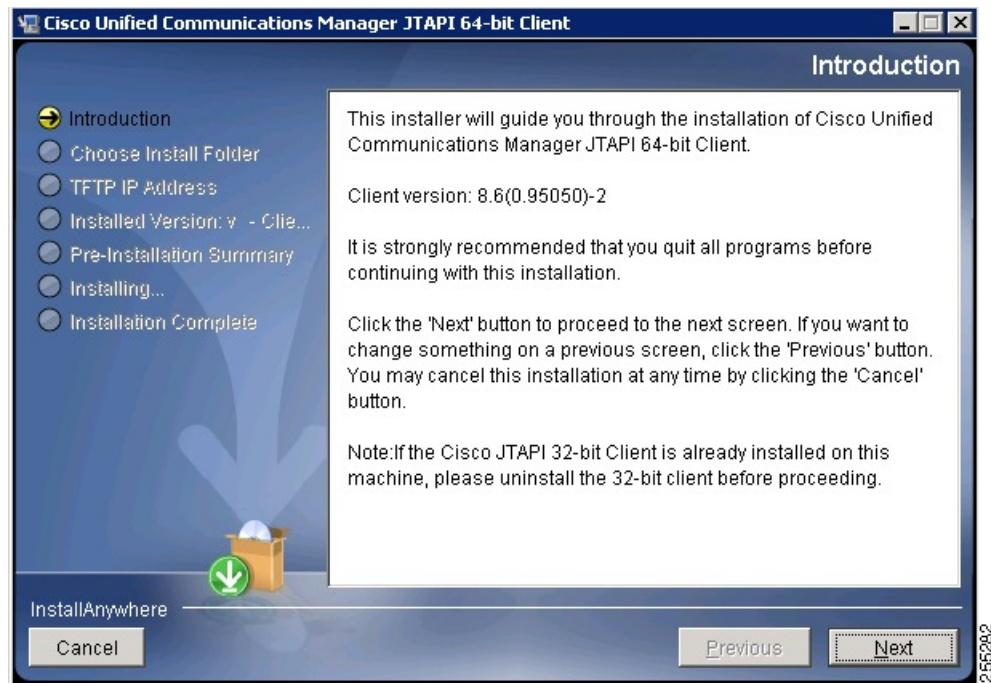 Cisco Unified Communications Manager JTAPI 64-bit Client
Introduction
Introduction
Choose Install Folder
TFTP IP Address
Installed Version: v - Clie...
Pre-Installation Summary
Installing...
Installation Complete
This installer will guide you through the installation of Cisco Unified
Communications Manager JTAPI 64-bit Client.
Client version: 8.6(0.95050)-2
It is strongly recommended that you quit all programs before
continuing with this installation.
Click the 'Next' button to proceed to the next screen. If you want to
change something on a previous screen, click the 'Previous' button.
You may cancel this installation at any time by clicking the 'Cancel'
button.
Note:If the Cisco JTAPI 32-bit Client is already installed on this
machine, please uninstall the 32-bit client before proceeding.
InstallAnywhere
Cancel
Previous
Next
255282